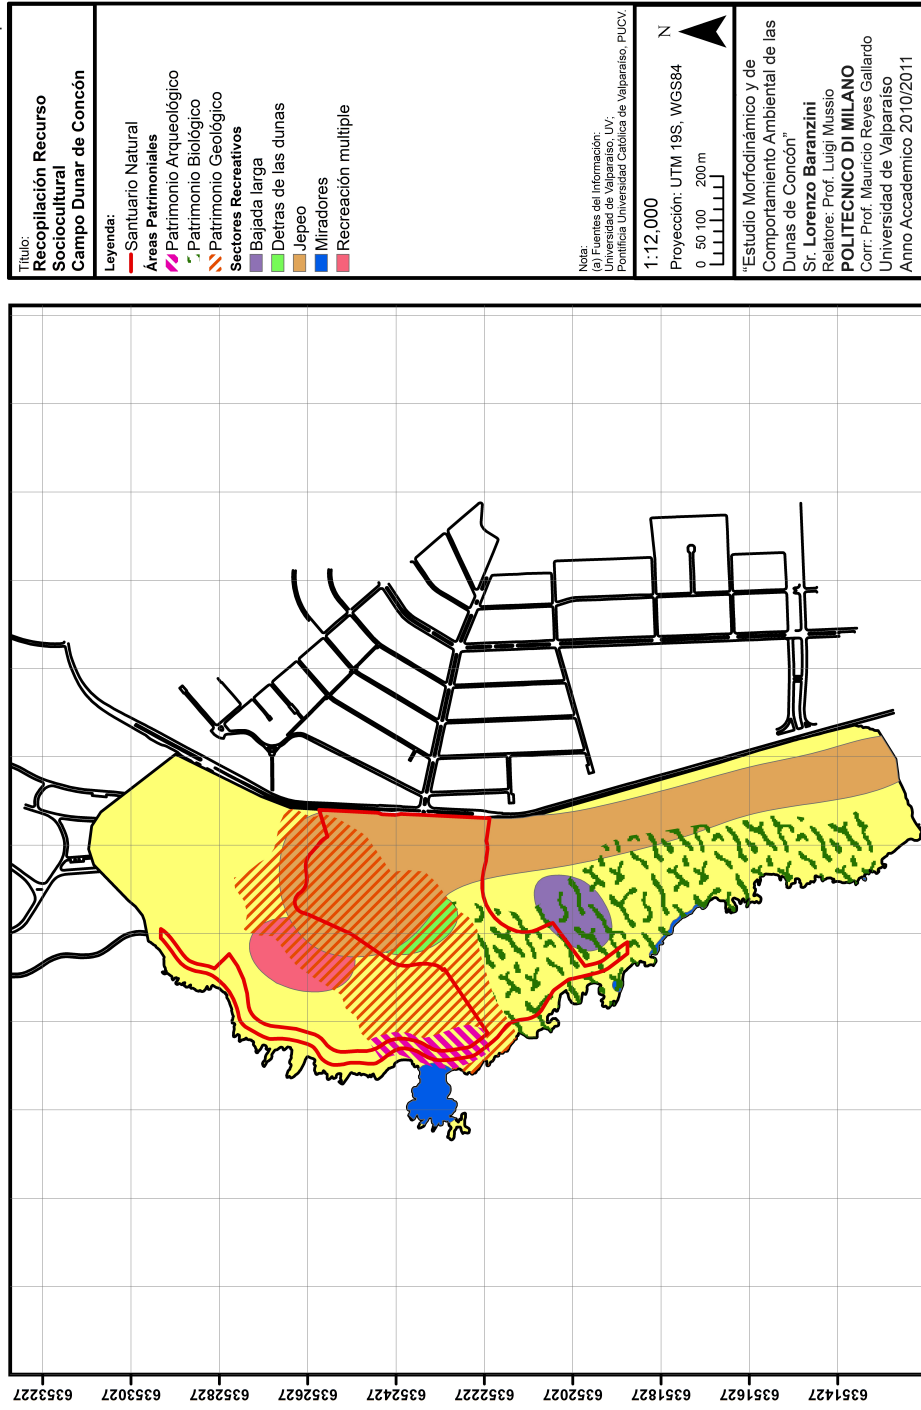 Título:
Recopilación Recurso
Sociocultural
Campo Dunar de Concón
Leyenda:
Santuario Natural
Áreas Patrimoniales
Patrimonio Arqueológico
Patrimonio Biológico
Patrimonio Geológico
Sectores Recreativos
Bajada larga
Detras de las dunas
Jepeo
Miradores
Recreación multiple
Nota:
(a) Fuentes del Información:
Universidad de Valparaíso, UV;
Pontificia Universidad Católica de Valparaíso, PUCV.
1:12,000
N
Proyección: UTM 19S, WGS84
0 50 100 200 m
"Estudio Morfodinámico y de
Comportamiento Ambiental de las
Dunas de Concón"
Sr. Lorenzo Baranzini
Relatore: Prof. Luigi Mussio
POLITECNICO DI MILANO
Corr: Prof. Mauricio Reyes Gallardo
Universidad de Valparaíso
Anno Accademico 2010/2011
6353227
6353027
6352827
6352627
6352427
6352227
6352027
6351827
6351627
6351427